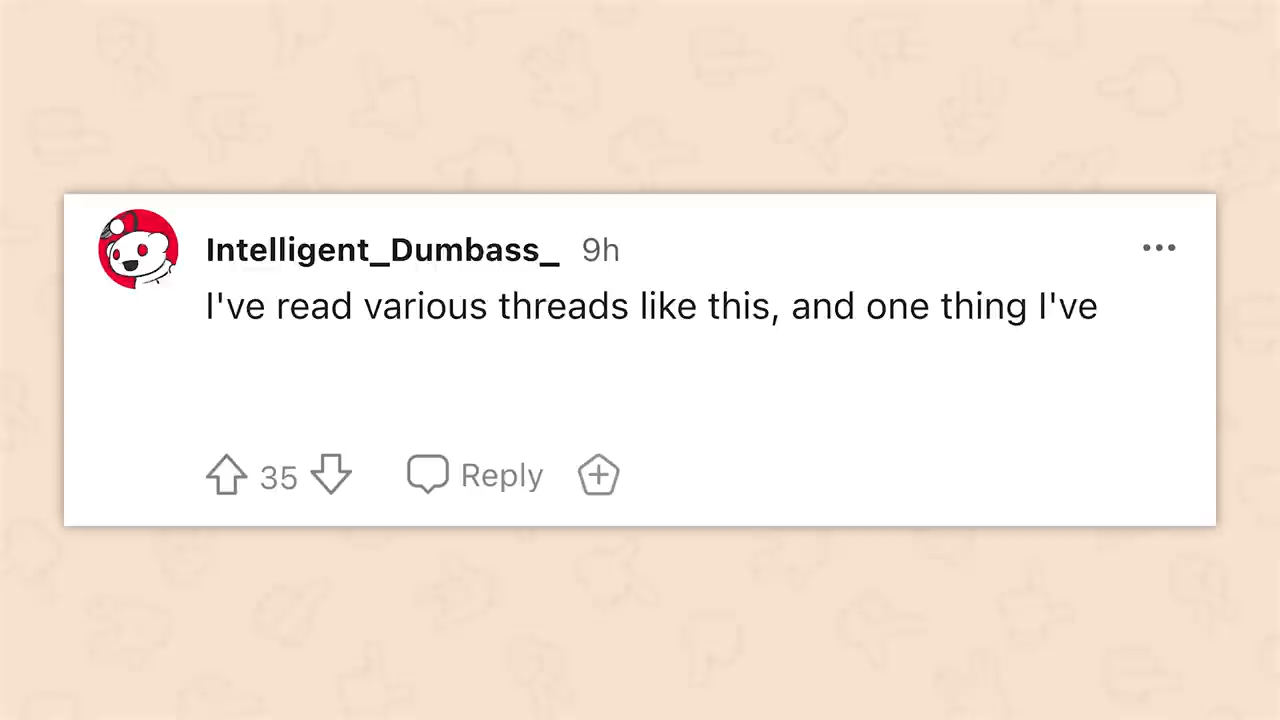 Intelligent_Dumbass_ 9h
I've read various threads like this, and one thing I've
35 Reply